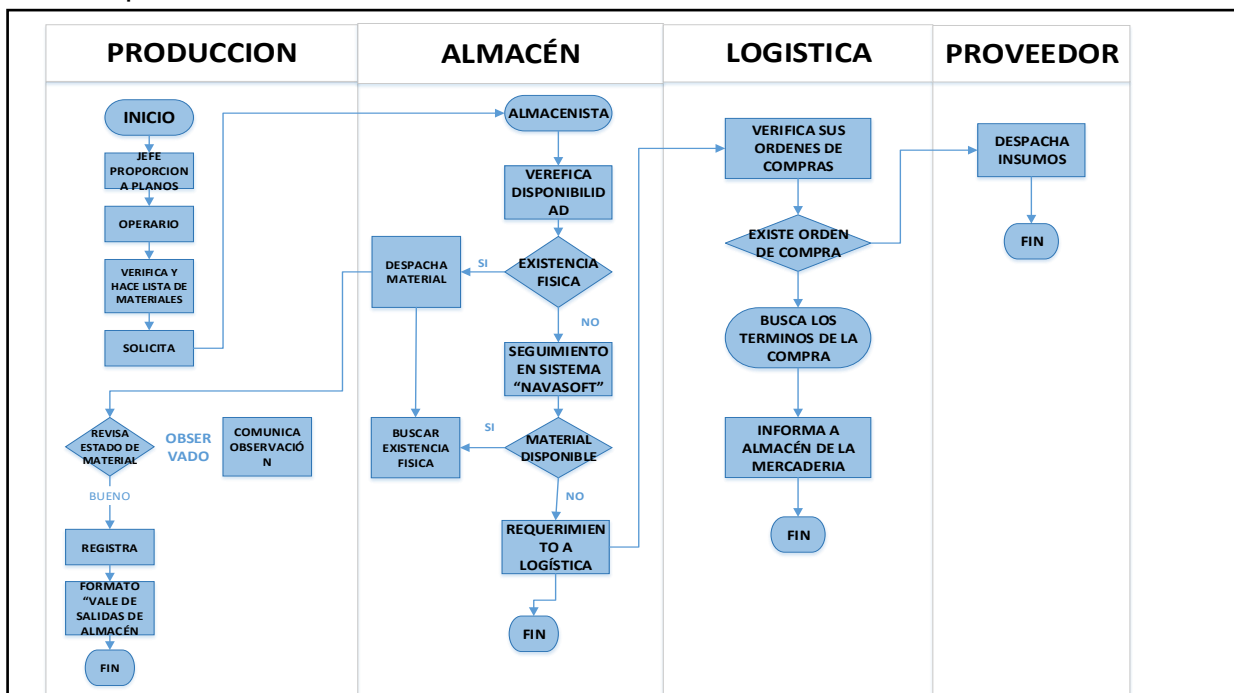 PRODUCCION
INICIO
JEFE
PROPORCION
A PLANOS
OPERARIO
VERIFICA Y
HACE LISTA DE
MATERIALES
SOLICITA
REVISA
ESTADO DE
MATERIAL
OBSER
VADO
COMUNICA
OBSERVACIÓ
N
BUENO
REGISTRA
FORMATO
“VALE DE
SALIDAS DE
ALMACÉN
FIN
ALMACÉN
ALMACENISTA
VEREFICA
DISPONIBILID
AD
EXISTENCIA
FISICA
SI
DESPACHA
MATERIAL
NO
SEGUIMIENTO
EN SISTEMA
“NAVASOFT”
MATERIAL
DISPONIBLE
SI
BUSCAR
EXISTENCIA
FISICA
NO
REQUERIMIEN
TO A
LOGÍSTICA
FIN
LOGISTICA
VERIFICA SUS
ORDENES DE
COMPRAS
EXISTE ORDEN
DE COMPRA
BUSCA LOS
TERMINOS DE LA
COMPRA
INFORMA A
ALMACÉN DE LA
MERCADERIA
FIN
PROVEEDOR
DESPACHA
INSUMOS
FIN